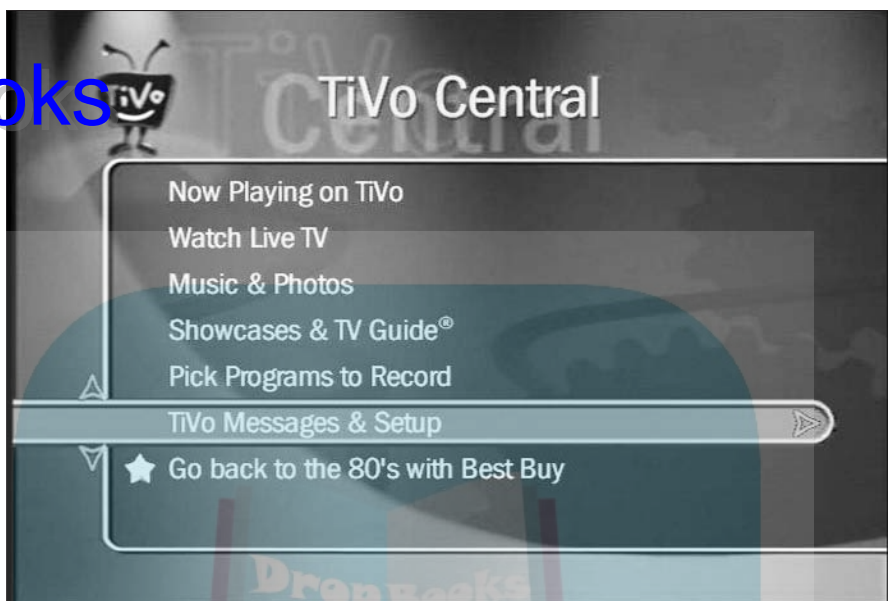 TiVo Central
oks
TiVo
Now Playing on TiVo
Watch Live TV
Music & Photos
Showcases & TV Guide®
Pick Programs to Record
TiVo Messages & Setup
Go back to the 80's with Best Buy
DropBooks